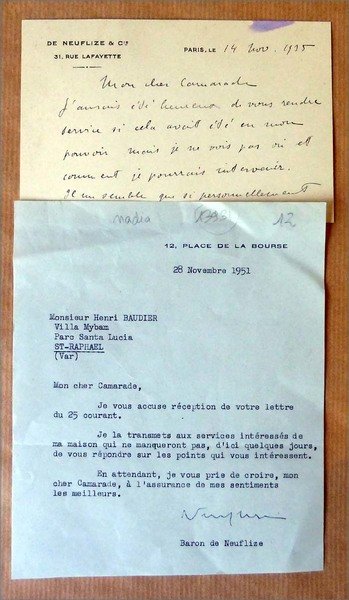 DE NEUFLIZE & Cie
31, RUE LAFAYETTE
PARIS, LE 14 Nov. 1935
Mon cher Camarade
J'aurais été heureux de vous rendre
service si cela avait été en mon
pouvoir mais je ne vois pas où et
comment je pourrais intervenir.
Il me semble que si personnellement
12, PLACE DE LA BOURSE
28 Novembre 1951
Monsieur Henri BAUDIER
Villa Mybam
Parc Santa Lucia
ST-RAPHAEL
(Var)
Mon cher Camarade,
Je vous accuse réception de votre lettre
du 25 courant.
Je la transmets aux services intéressés de
ma maison qui ne manqueront pas, d'ici quelques jours,
de vous répondre sur les points qui vous intéressent.
En attendant, je vous prie de croire, mon
cher Camarade, à l'assurance de mes sentiments
les meilleurs.
Baron de Neuflize